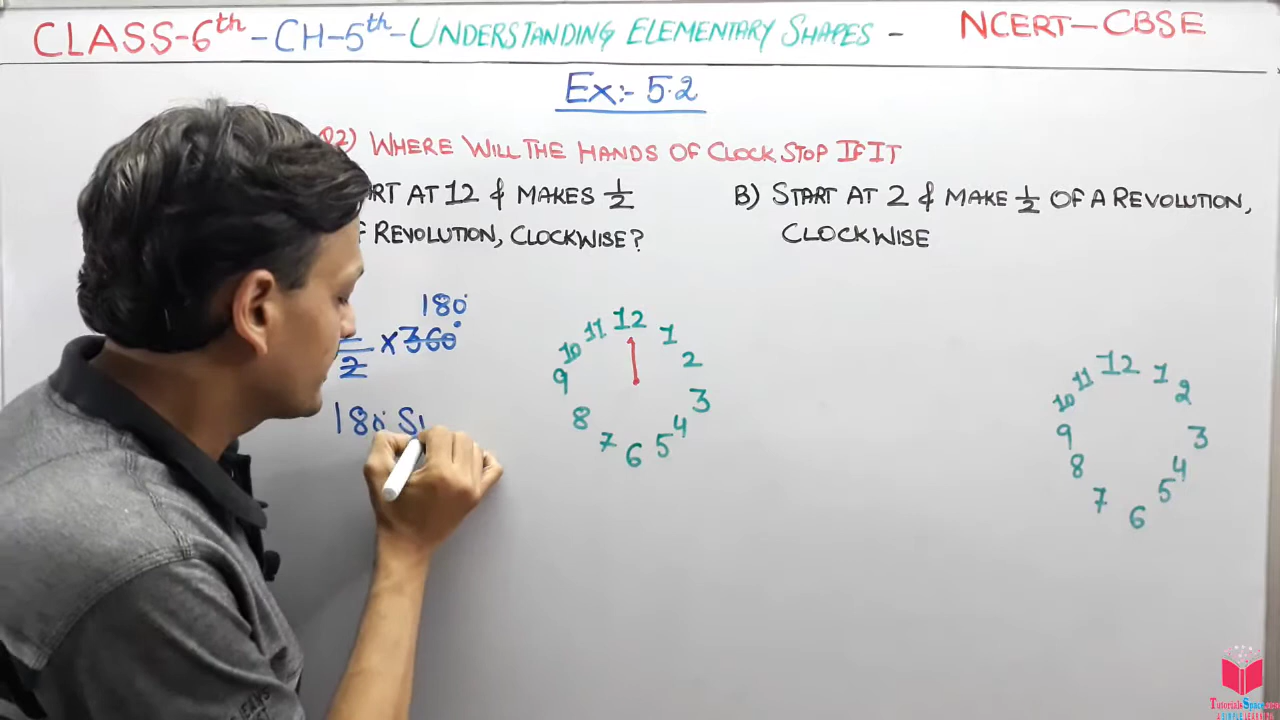 CLASS-6th-CH-5th-UNDERSTANDING ELEMENTARY SHAPES - NCERT-CBSE
Ex:- 5.2
2) WHERE WILL THE HANDS OF CLOCK STOP IF IT
RT AT 12 & MAKES 1/2
F REVOLUTION, CLOCKWISE?
B) START AT 2 & MAKE 1/2 OF A REVOLUTION,
CLOCKWISE
180°
2 × 360°
180° St
12 1 2 3 4 5 6 7 8 9 10 11
12 1 2 3 4 5 6 7 8 9 10 11